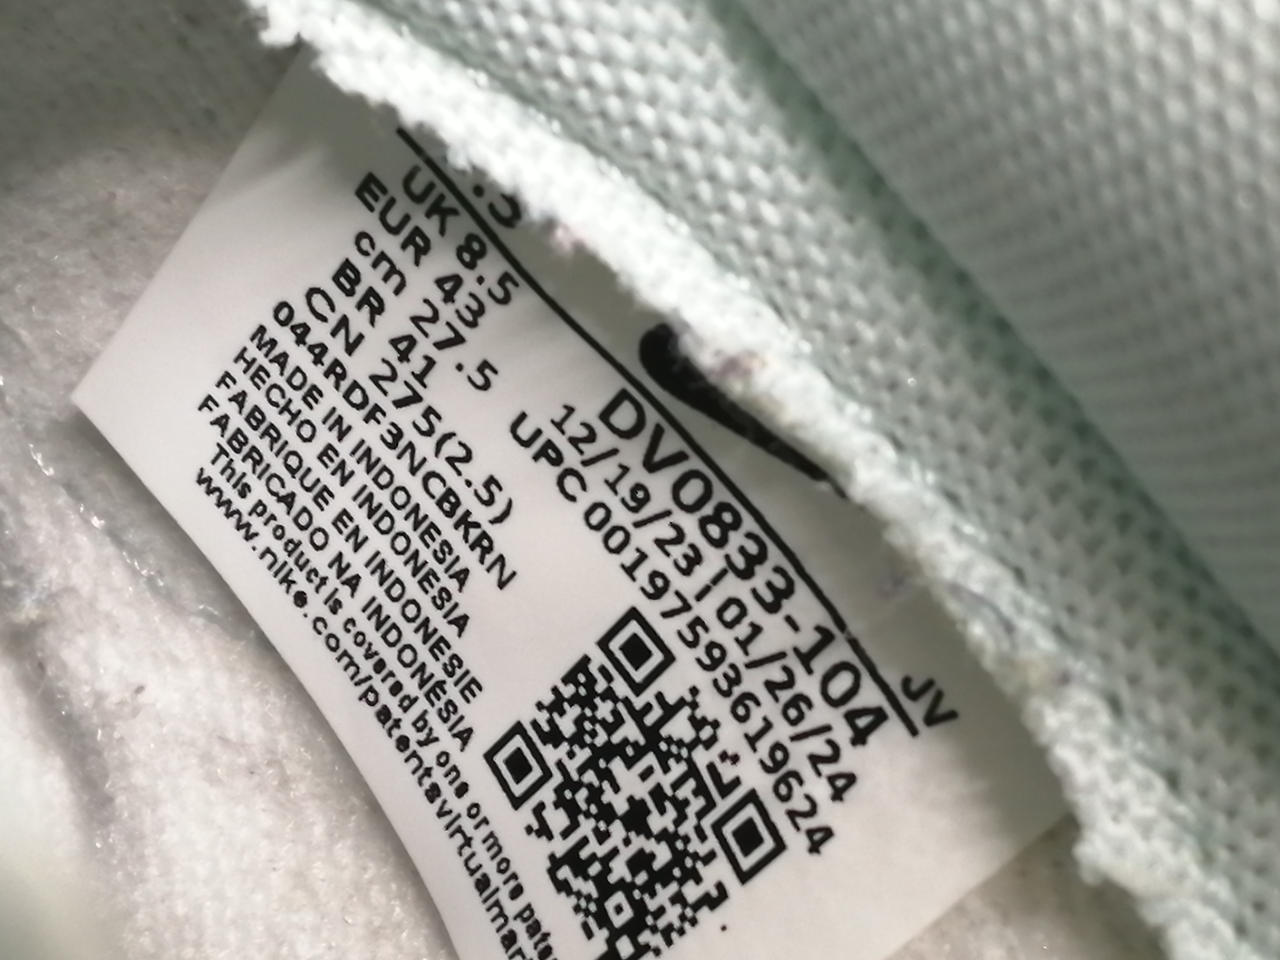 .5
UK 8.5
EUR 43
cm 27.5
BR 41
CN 275(2.5)
044RDF3NCBKRN
MADE IN INDONESIA
HECHO EN INDONESIA
FABRIQUE EN INDONESIE
FABRICADO NA INDONÉSIA
This product is covered by one or more
www.nike.com/patents
JV
DV0833-104
12/19/23 | 01/26/24
UPC 00197593619624